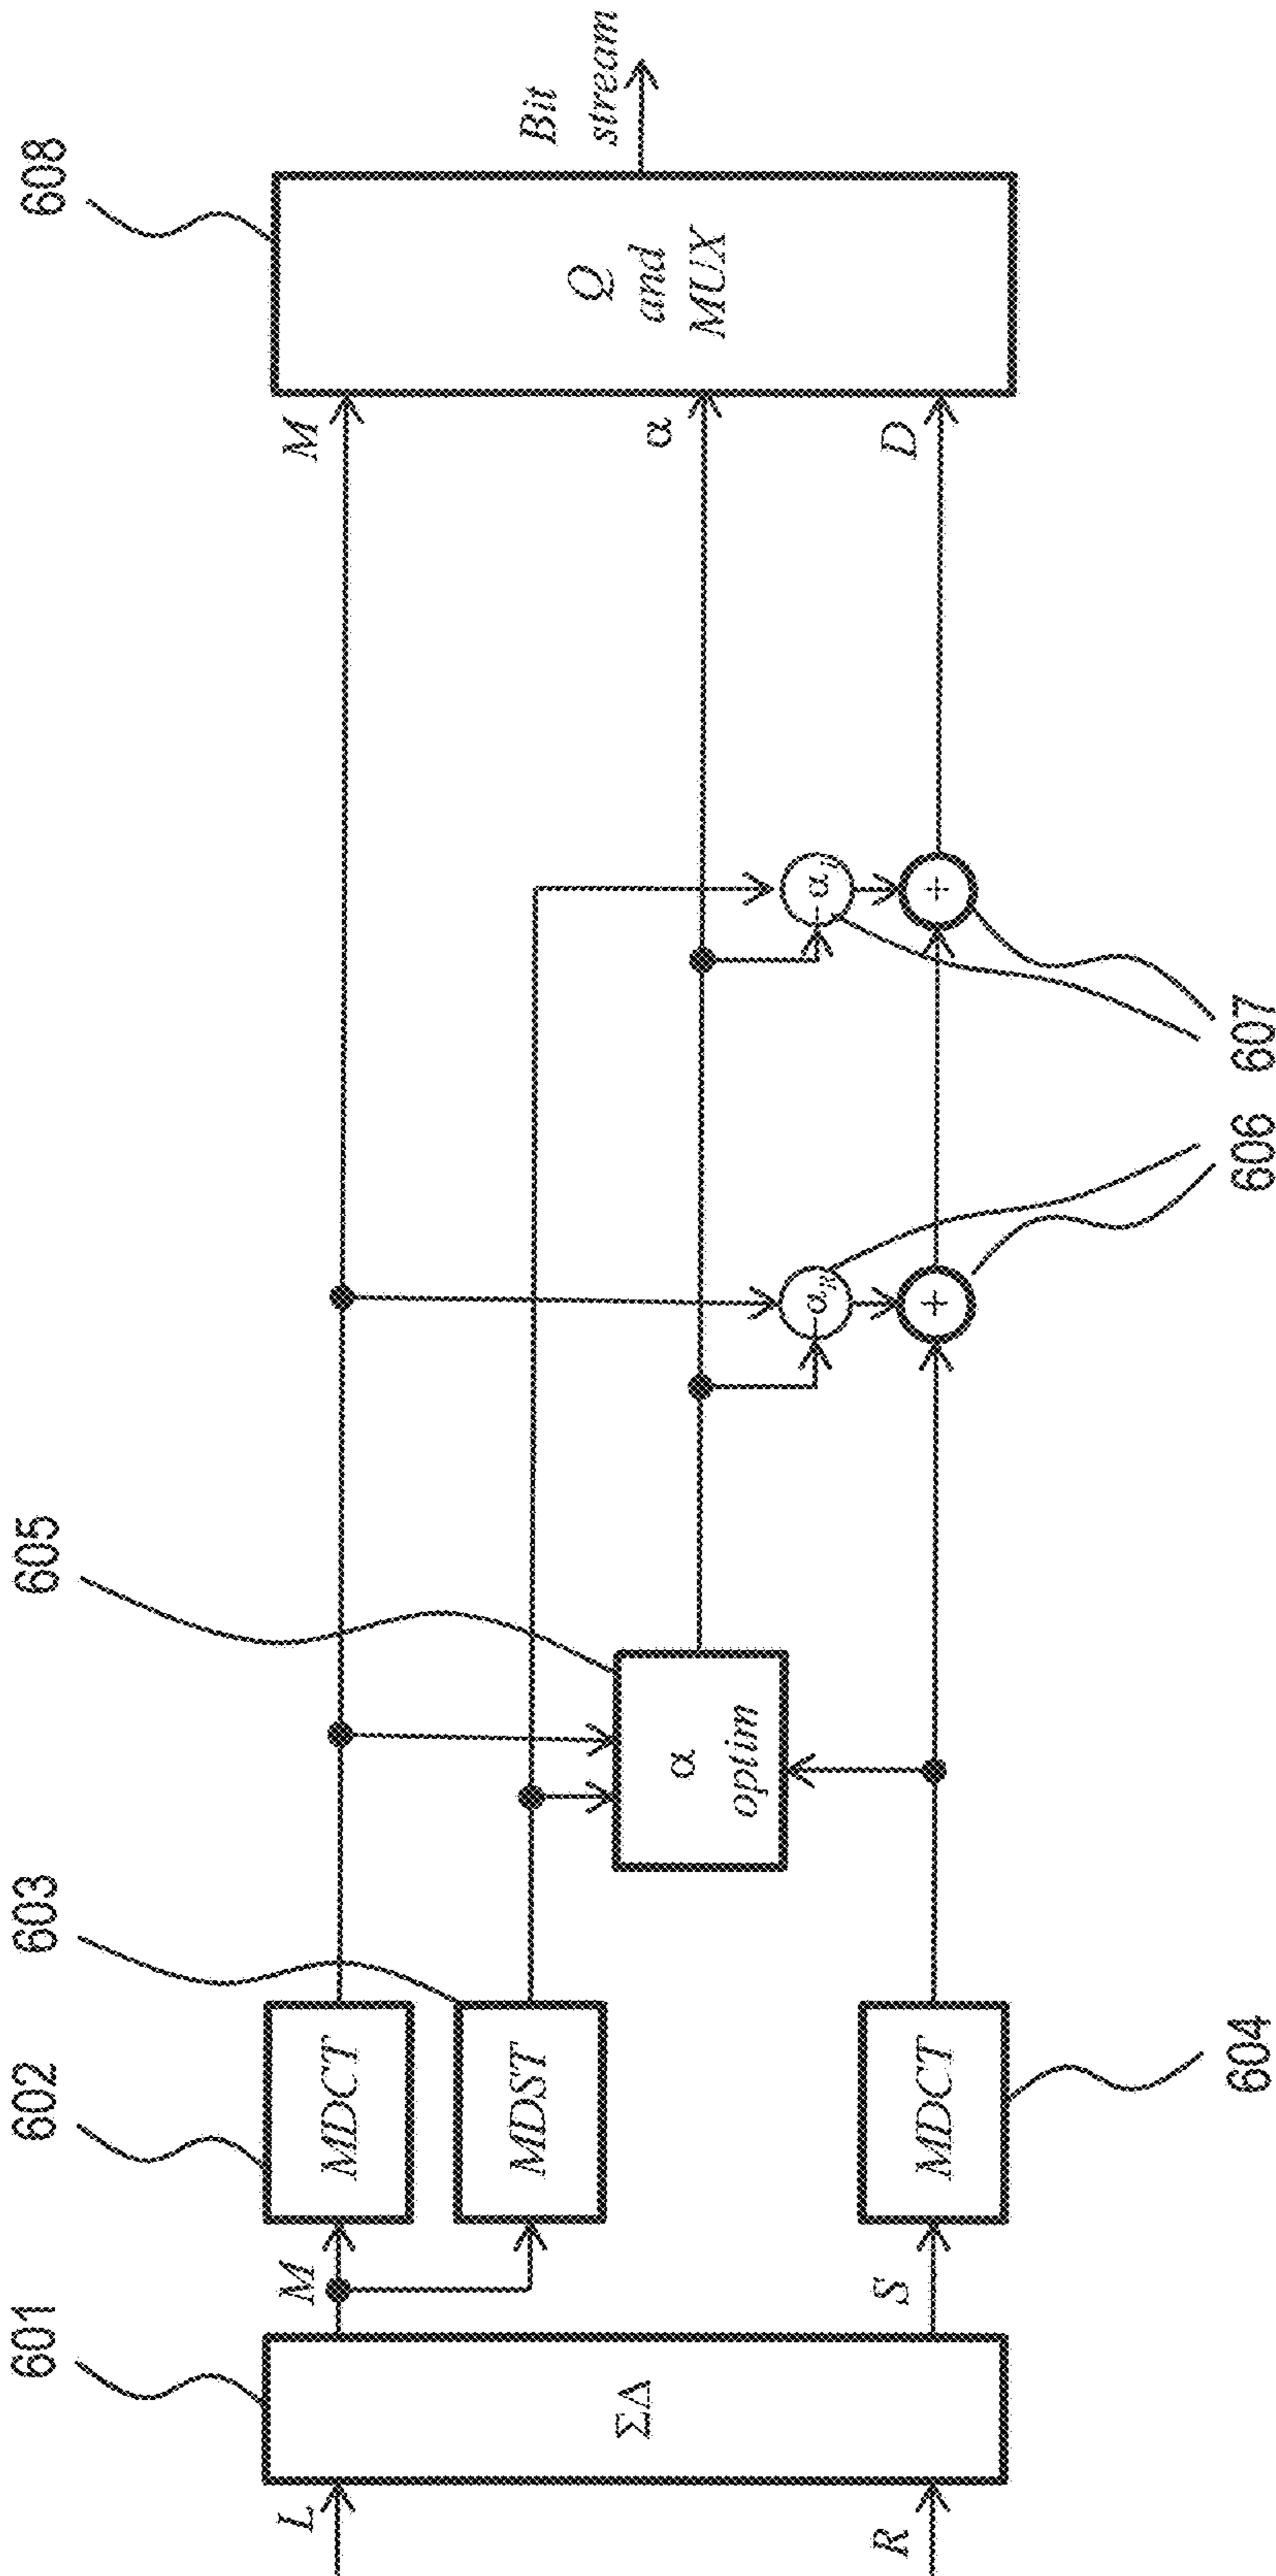 601
602
603
605
608
L
R
ΣΔ
M
S
MDCT
MDST
MDCT
604
α
optim
-α_R
+
606
-α_I
+
607
M
α
D
Q
and
MUX
Bit
stream